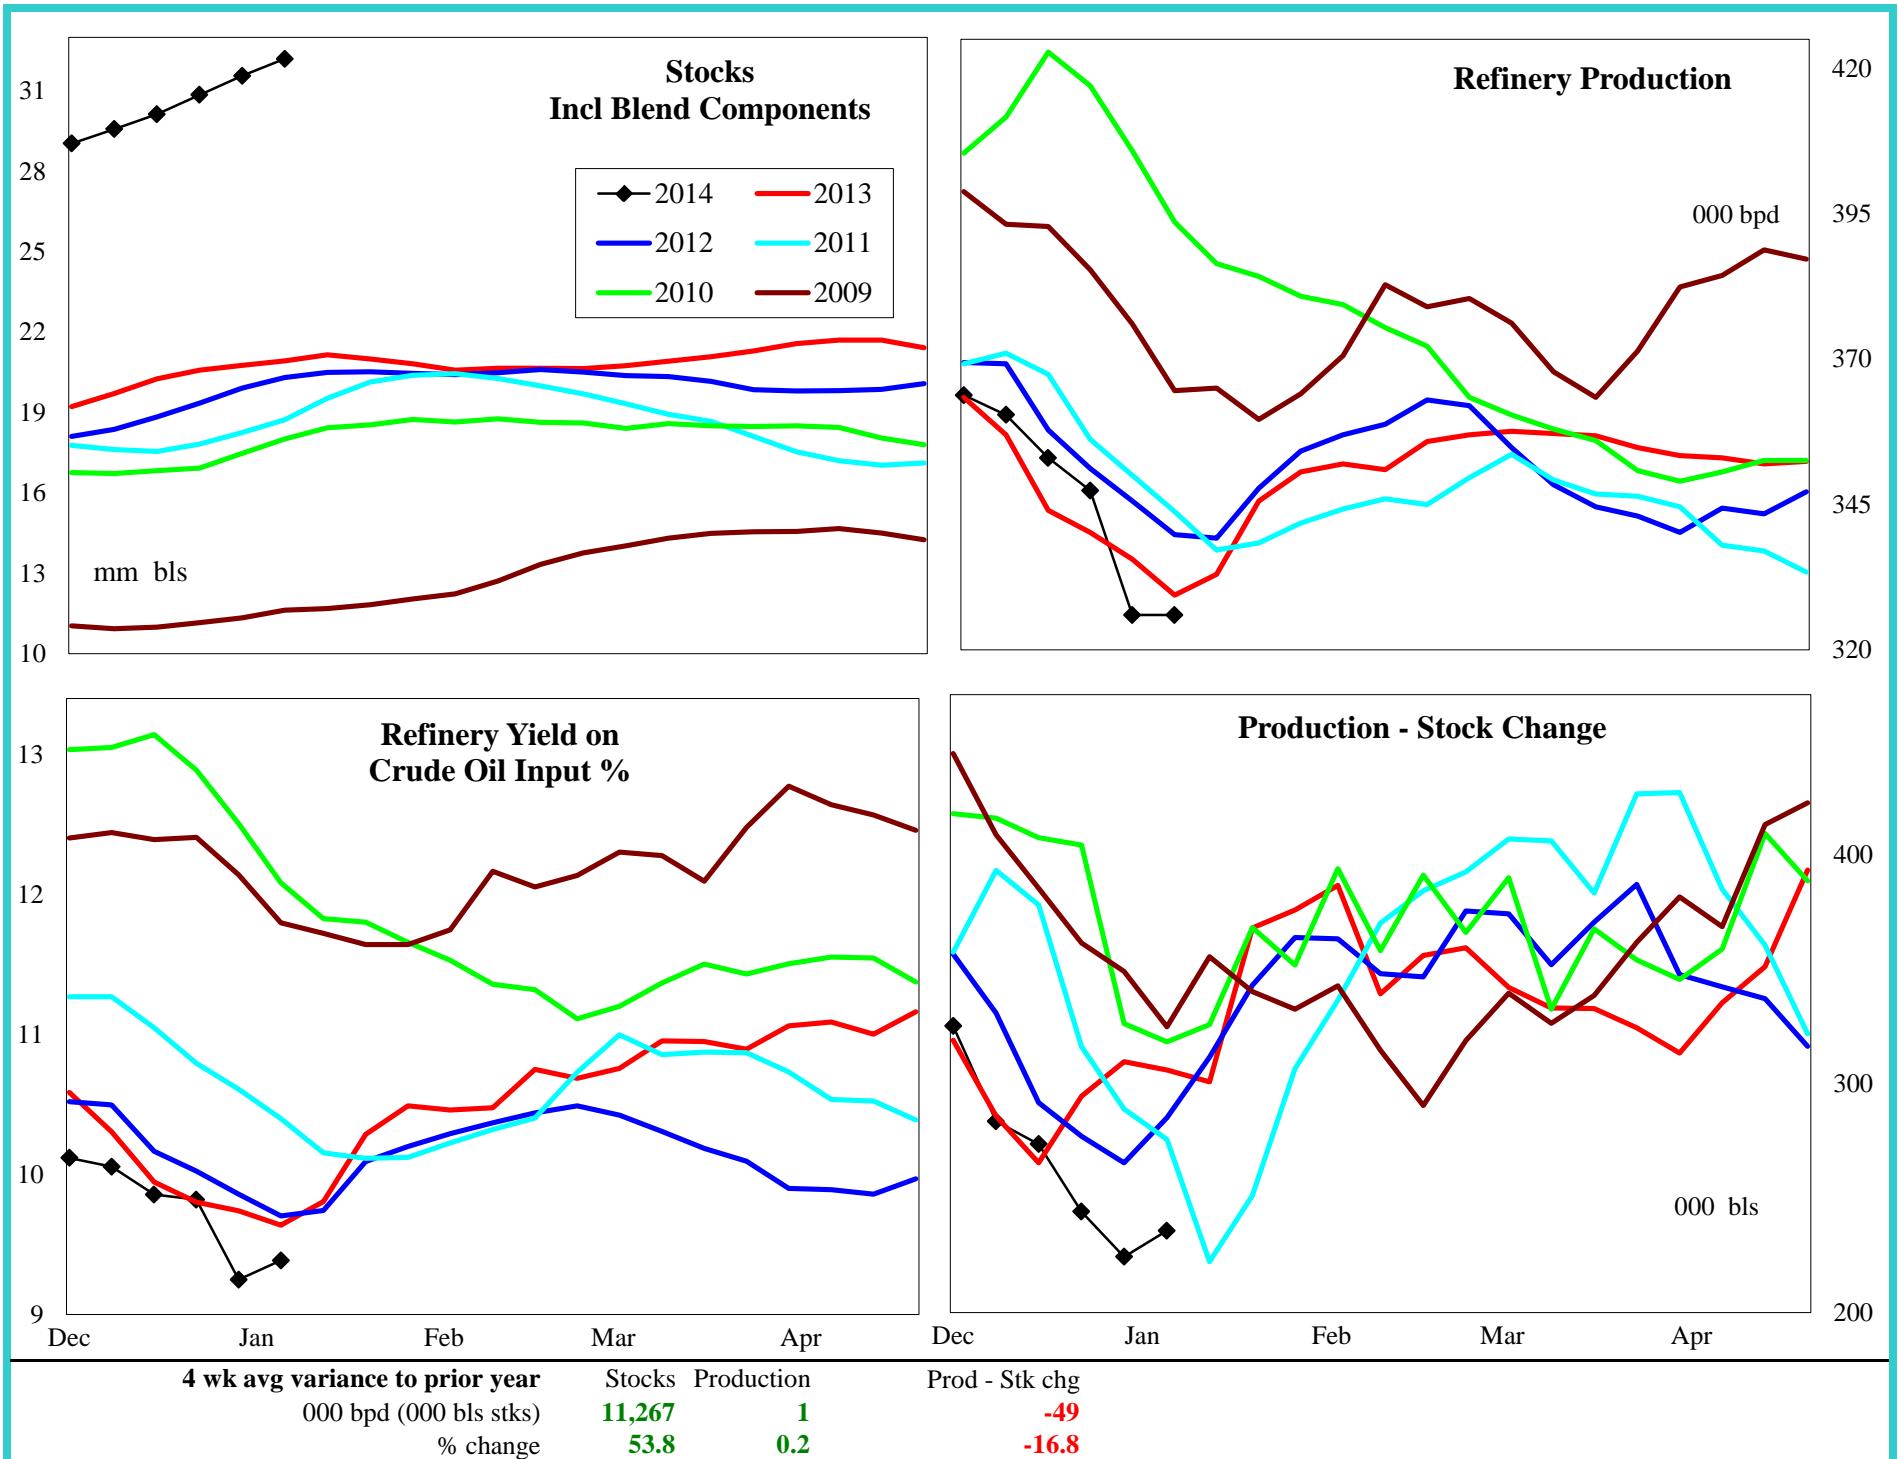 Stocks
Incl Blend Components
31
28
25
22
19
16
13
10
2014 2013
2012 2011
2010 2009
mm bls
Refinery Production
000 bpd
420
395
370
345
320
Refinery Yield on
Crude Oil Input %
13
12
11
10
9
Dec Jan Feb Mar Apr
Production - Stock Change
400
300
200
000 bls
Dec Jan Feb Mar Apr
4 wk avg variance to prior year Stocks Production Prod - Stk chg
000 bpd (000 bls stks) 11,267 1 -49
% change 53.8 0.2 -16.8